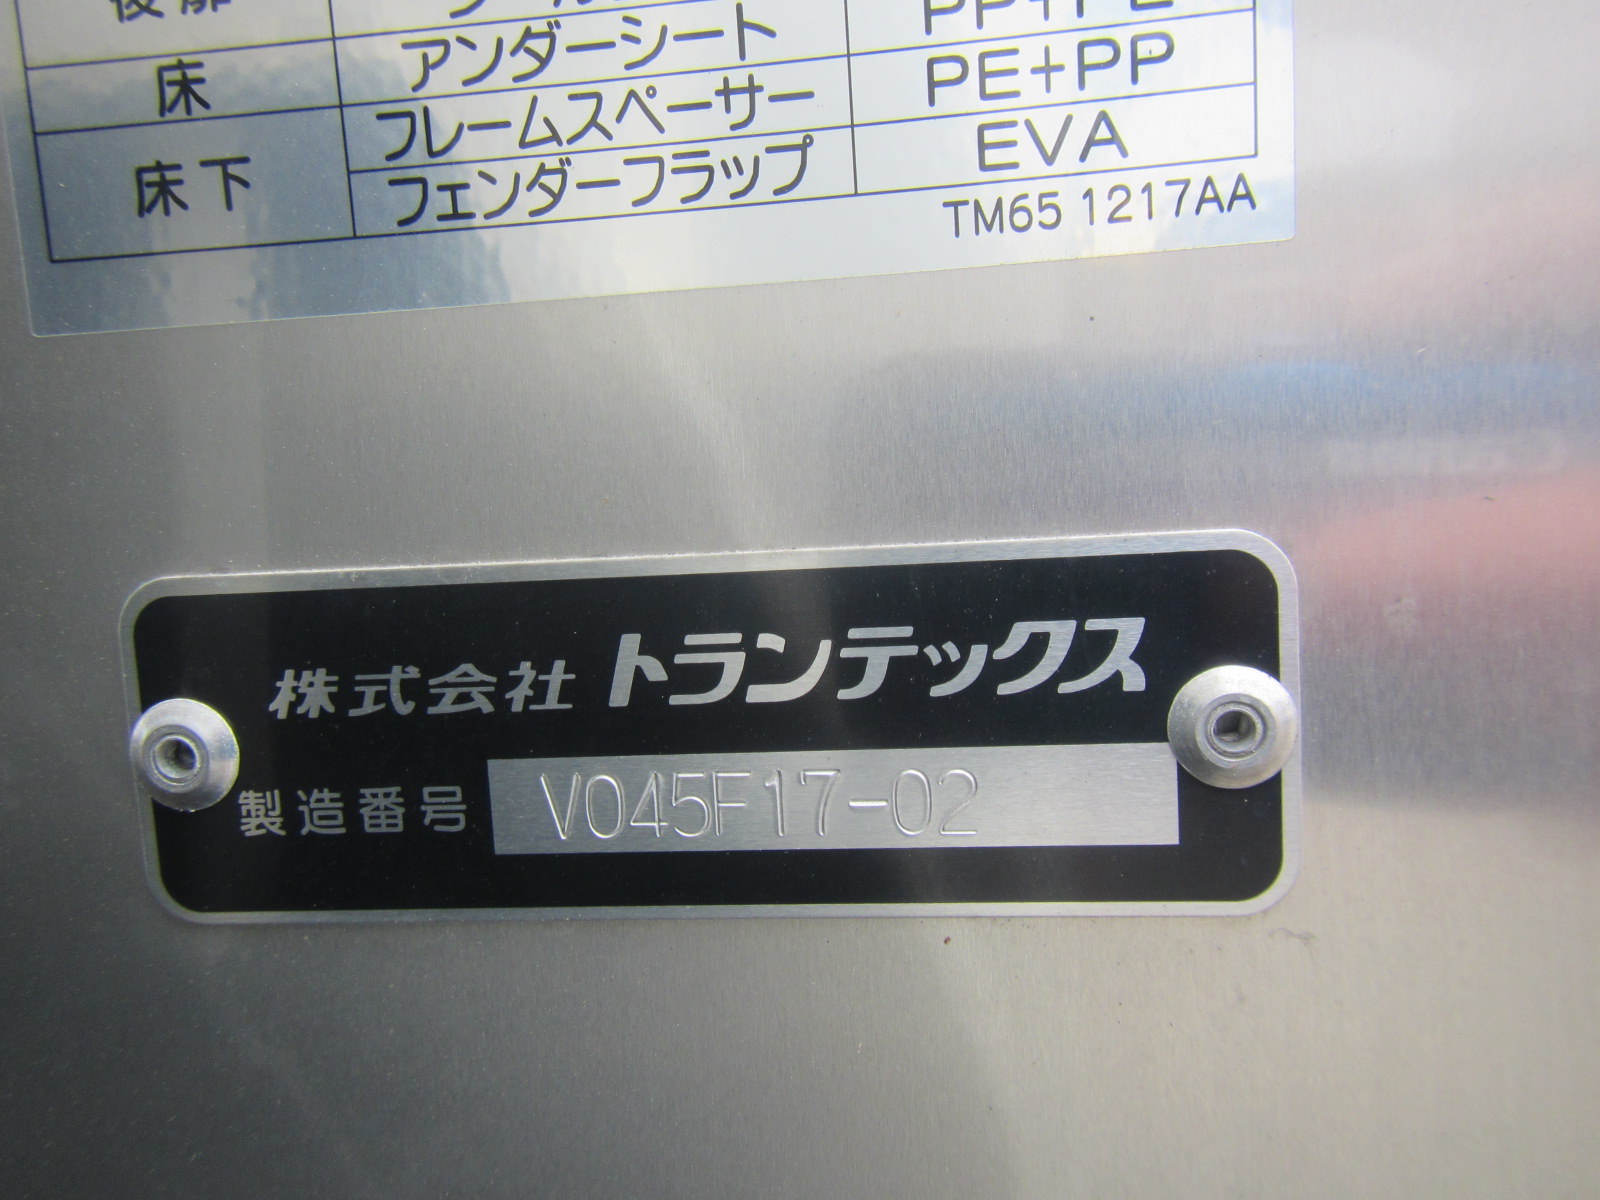 床 アンダーシート PE+PP
床下 フレームスペーサー EVA
フェンダーフラップ
TM65 1217AA
株式会社 トランテックス
製造番号 V045F17-02